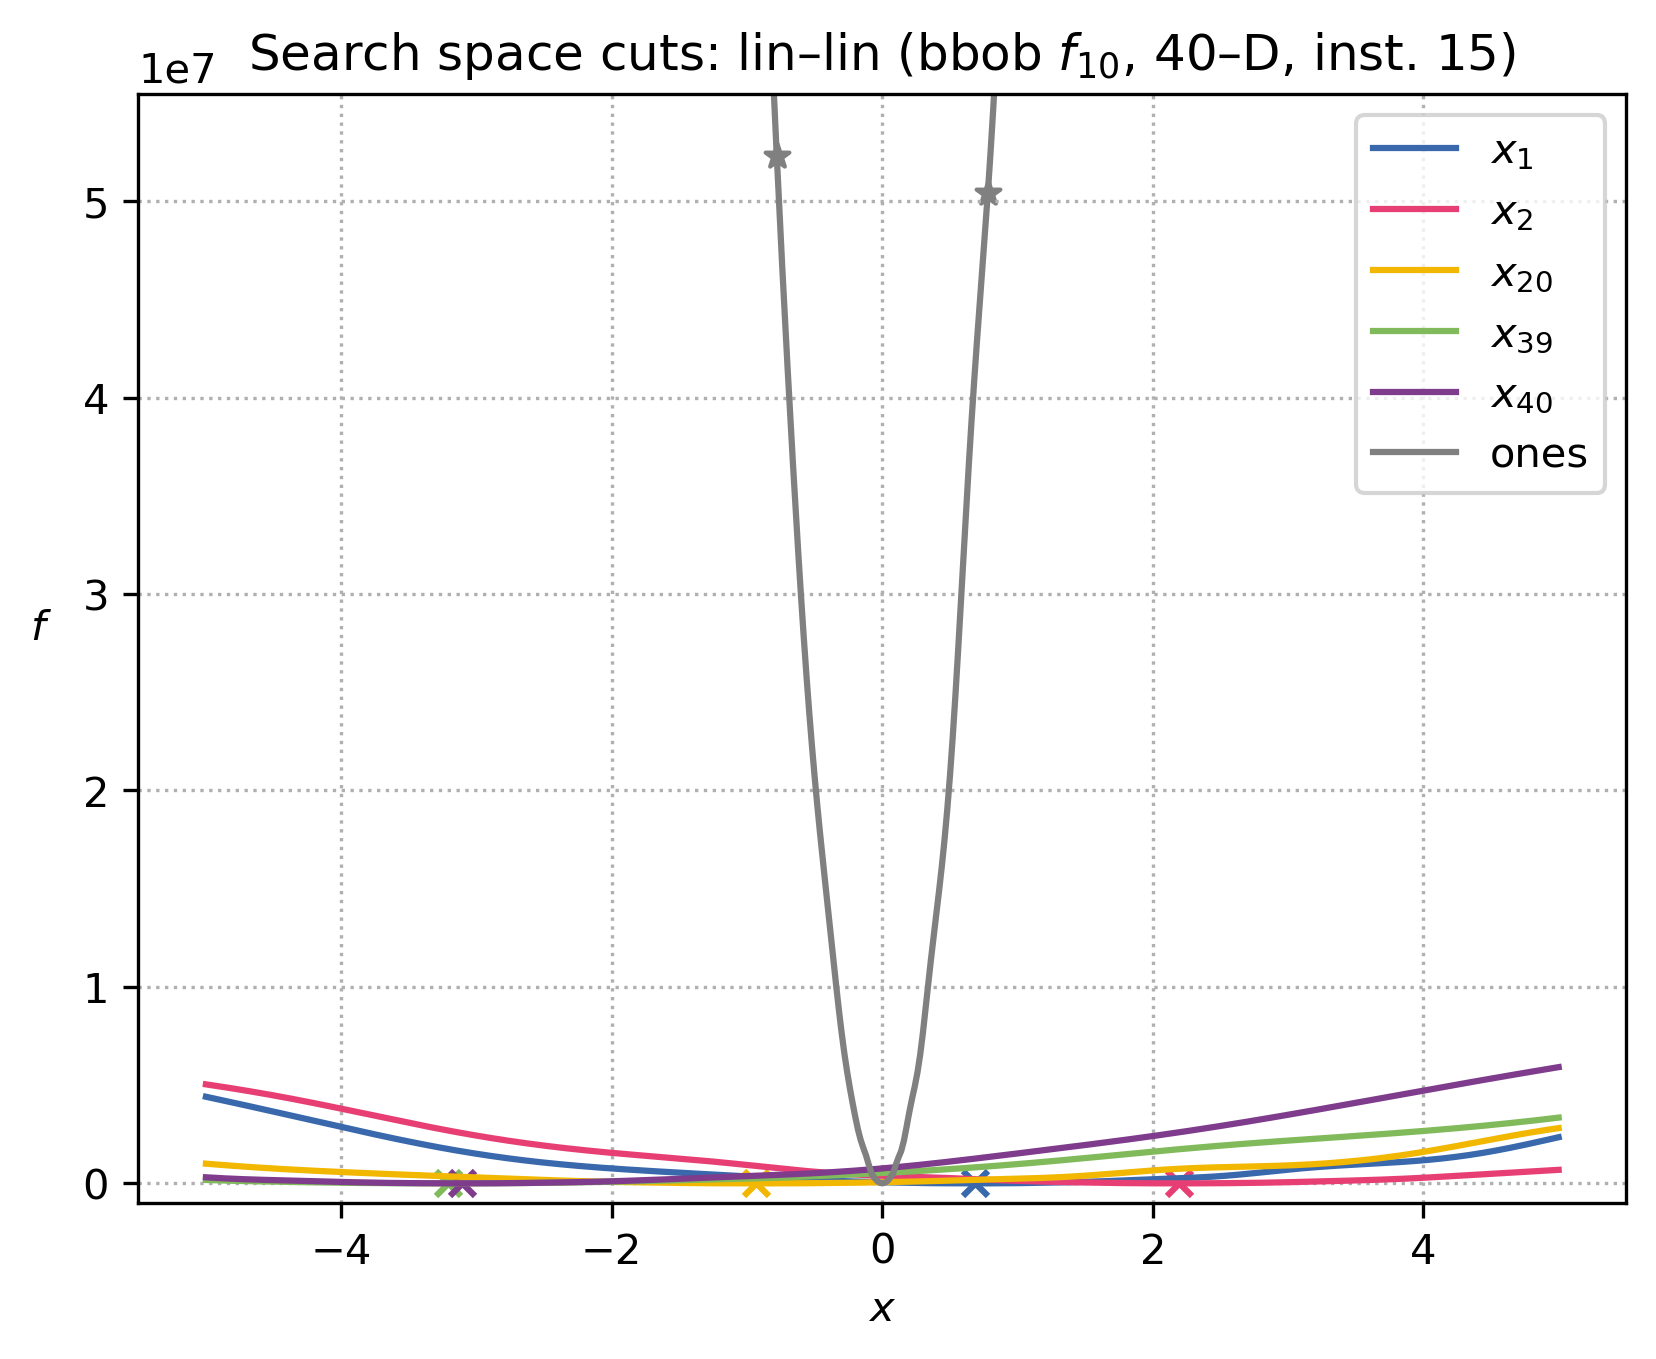 Search space cuts: lin–lin (bbob f₁₀, 40–D, inst. 15)
1e7
x₁
x₂
x₂₀
x₃₉
x₄₀
ones
5
4
3
2
1
0
f
−4 −2 0 2 4
x